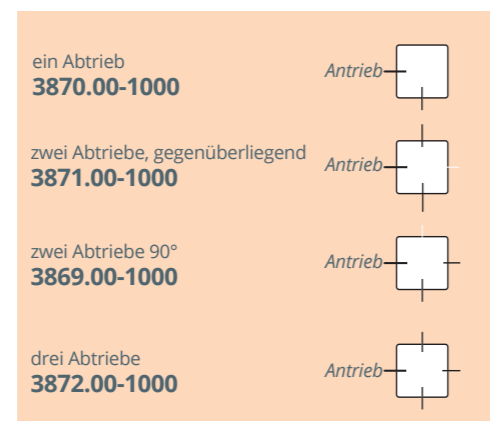 ein Abtrieb
3870.00-1000
Antrieb
zwei Abtriebe, gegenüberliegend
3871.00-1000
Antrieb
zwei Abtriebe 90°
3869.00-1000
Antrieb
drei Abtriebe
3872.00-1000
Antrieb